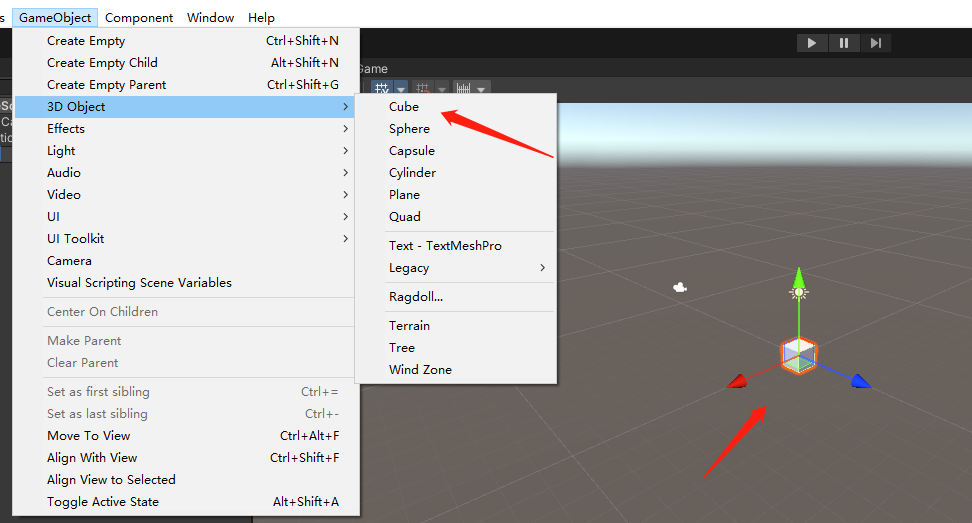 s GameObject Component Window Help
Create Empty Ctrl+Shift+N
Create Empty Child Alt+Shift+N
Create Empty Parent Ctrl+Shift+G
3D Object
Effects
Light
Audio
Video
UI
UI Toolkit
Camera
Visual Scripting Scene Variables
Center On Children
Make Parent
Clear Parent
Set as first sibling Ctrl+=
Set as last sibling Ctrl+-
Move To View Ctrl+Alt+F
Align With View Ctrl+Shift+F
Align View to Selected
Toggle Active State Alt+Shift+A
Game
Cube
Sphere
Capsule
Cylinder
Plane
Quad
Text - TextMeshPro
Legacy
Ragdoll...
Terrain
Tree
Wind Zone